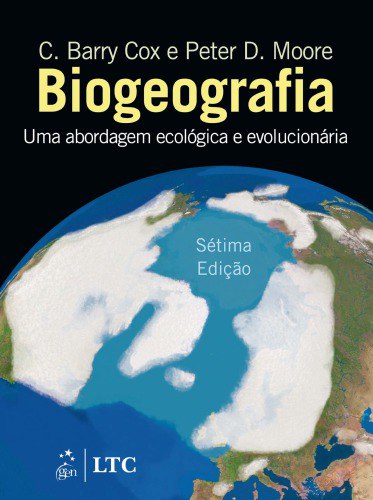 C. Barry Cox e Peter D. Moore
Biogeografia
Uma abordagem ecológica e evolucionária
Sétima
Edição
gen
LTC